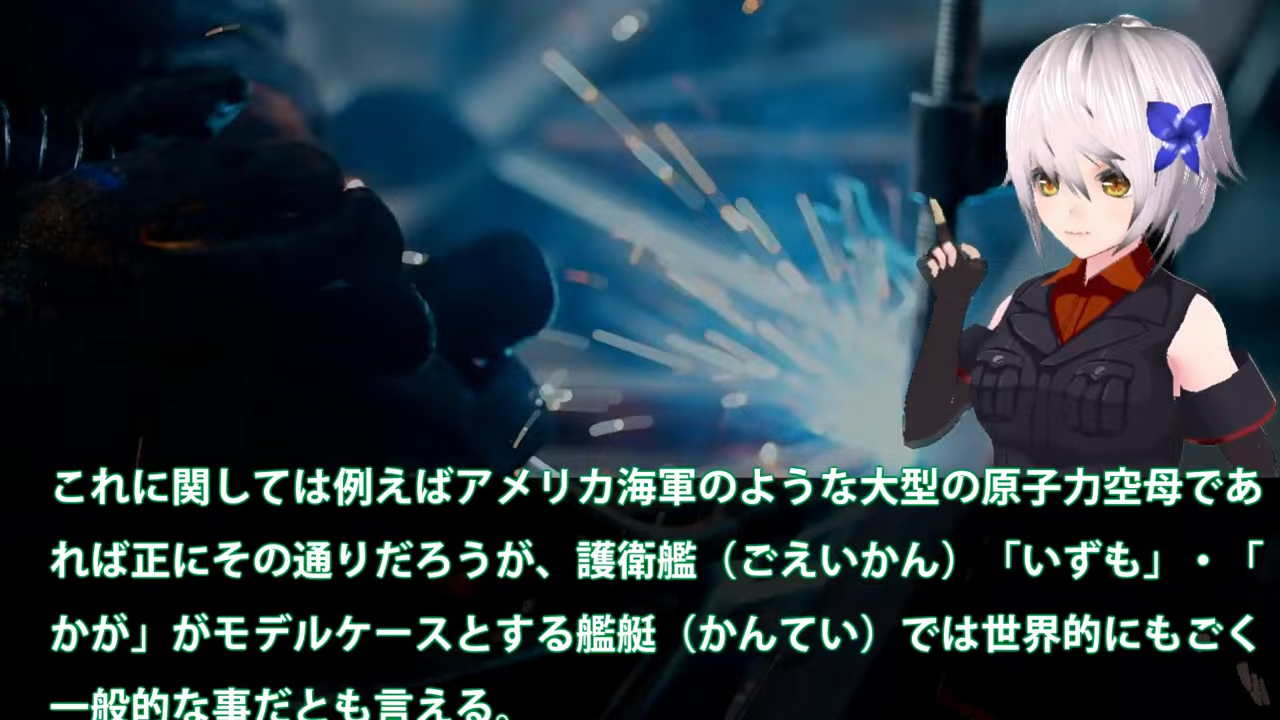 これに関しては例えばアメリカ海軍のような大型の原子力空母であ
れば正にその通りだろうが、護衛艦（ごえいかん）「いずも」・「
かが」がモデルケースとする艦艇（かんてい）では世界的にもごく
一般的な事だとも言える。